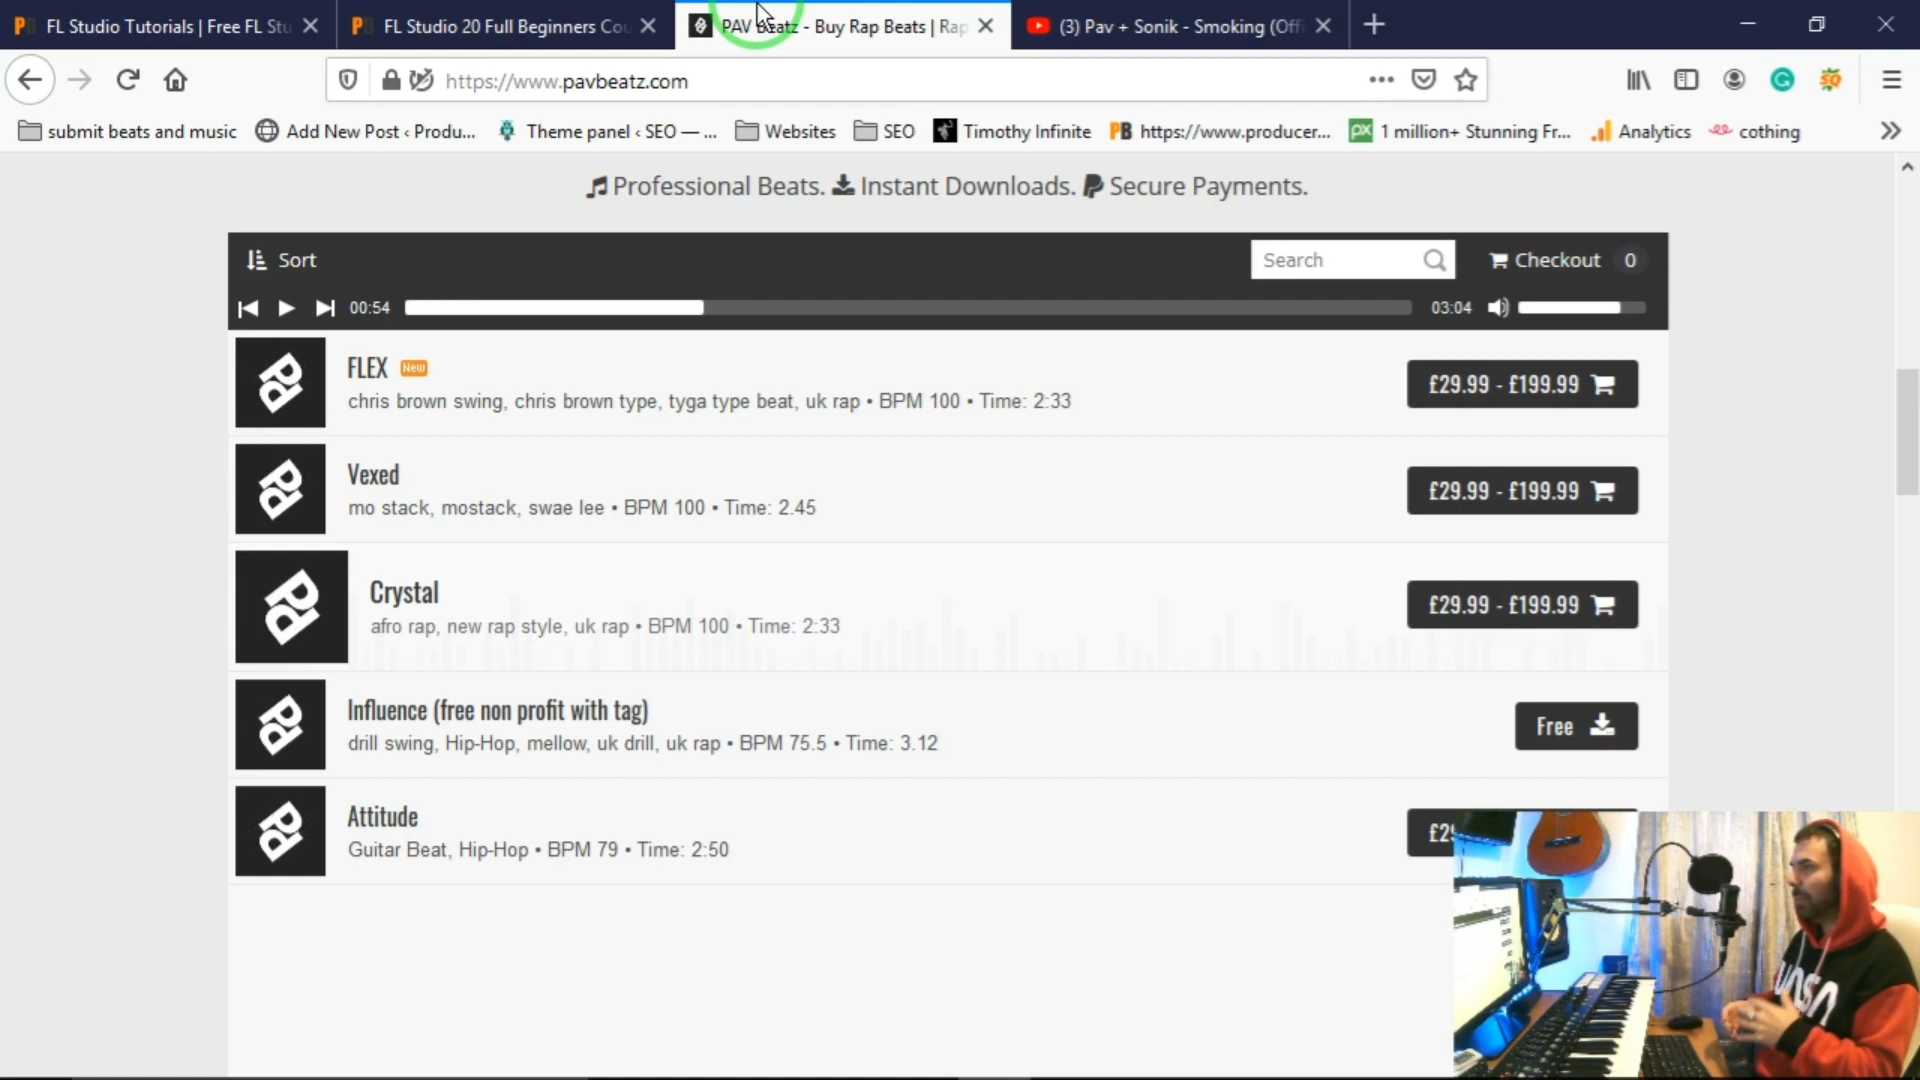 FL Studio Tutorials | Free FL Stu
FL Studio 20 Full Beginners Cou
PAV Beatz - Buy Rap Beats | Rap
(3) Pav + Sonik - Smoking (Offi
https://www.pavbeatz.com
submit beats and music
Add New Post ‹ Produ...
Theme panel ‹ SEO — ...
Websites
SEO
Timothy Infinite
PB https://www.producer...
px 1 million+ Stunning Fr...
Analytics
cothing
Professional Beats. Instant Downloads. Secure Payments.
Sort
Search
Checkout 0
00:54
03:04
FLEX New
chris brown swing, chris brown type, tyga type beat, uk rap • BPM 100 • Time: 2:33
£29.99 - £199.99
Vexed
mo stack, mostack, swae lee • BPM 100 • Time: 2.45
£29.99 - £199.99
Crystal
afro rap, new rap style, uk rap • BPM 100 • Time: 2:33
£29.99 - £199.99
Influence (free non profit with tag)
drill swing, Hip-Hop, mellow, uk drill, uk rap • BPM 75.5 • Time: 3.12
Free
Attitude
Guitar Beat, Hip-Hop • BPM 79 • Time: 2:50
£29